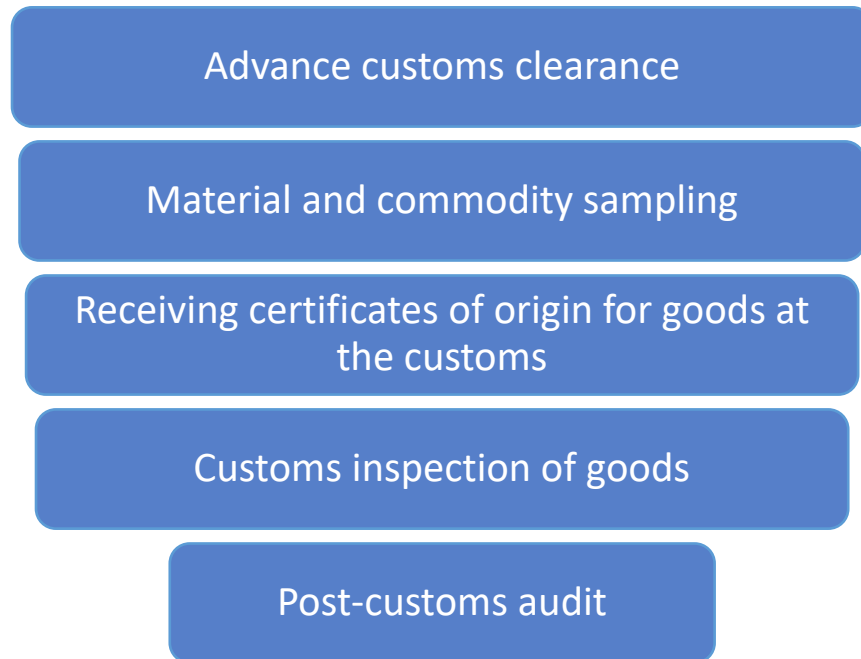 Advance customs clearance
Material and commodity sampling
Receiving certificates of origin for goods at
the customs
Customs inspection of goods
Post-customs audit